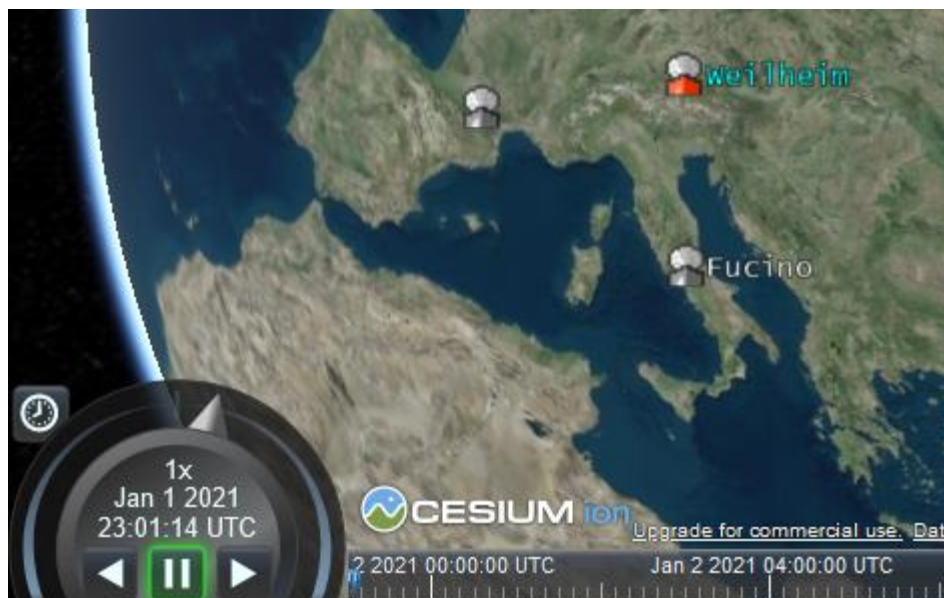 Weilheim
Fucino
1x
Jan 1 2021
23:01:14 UTC
CESIUM ion
Upgrade for commercial use. Dat
2 2021 00:00:00 UTC
Jan 2 2021 04:00:00 UTC